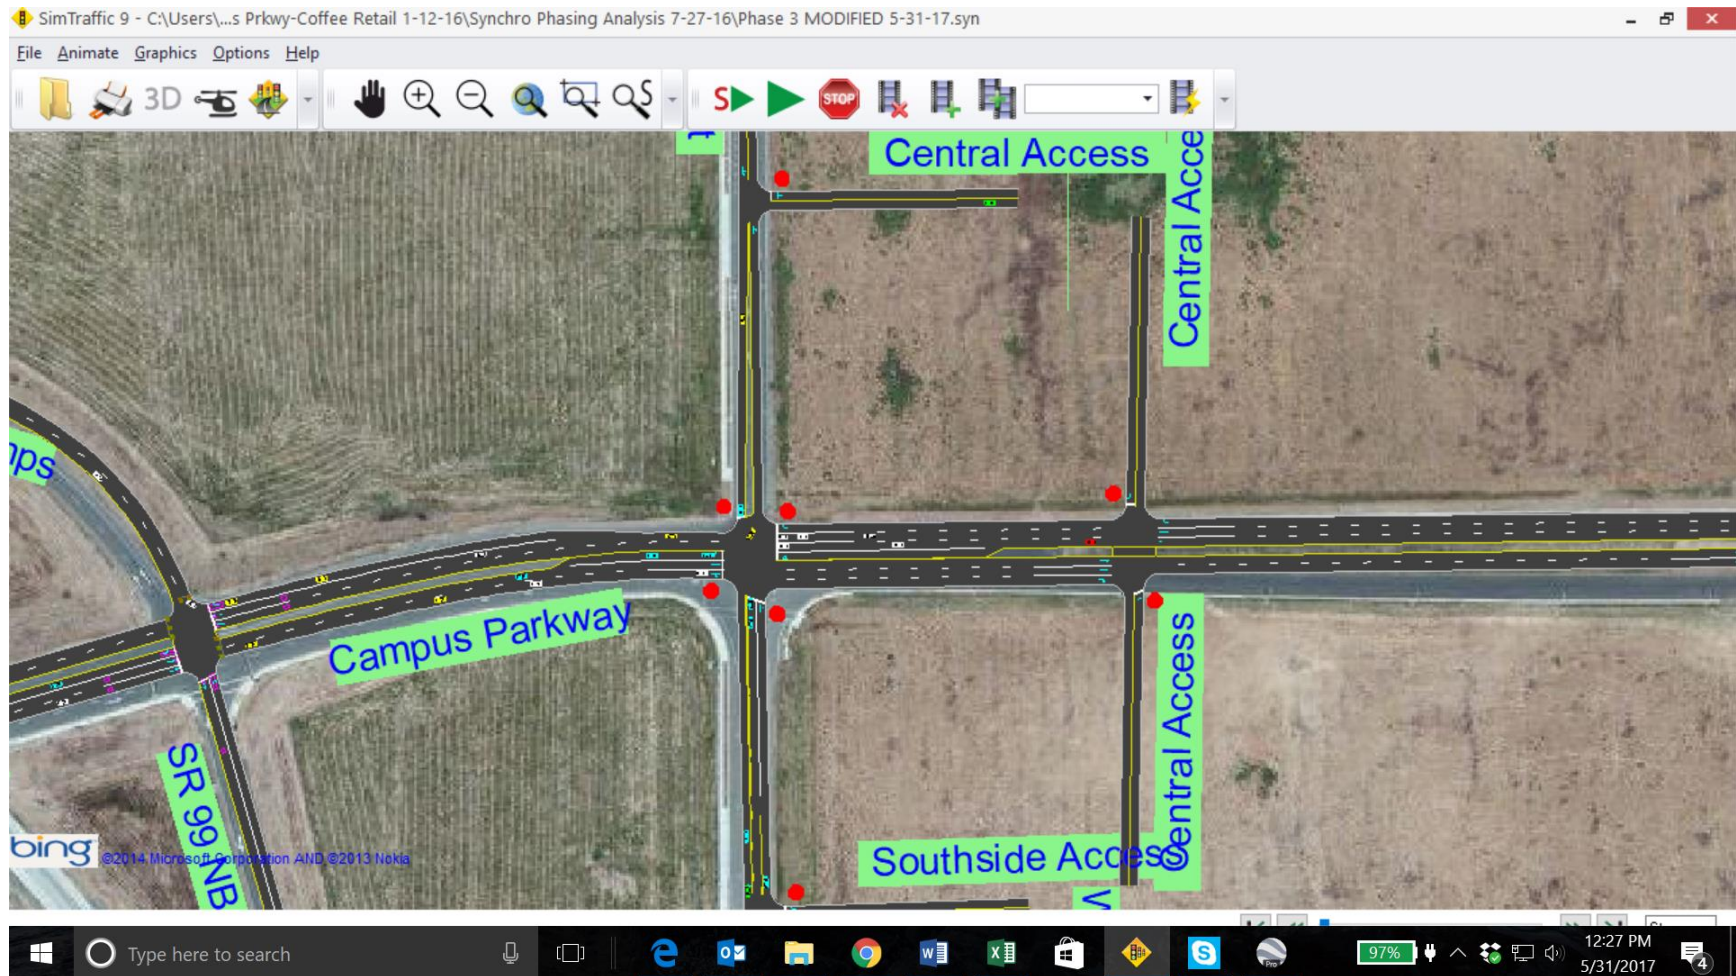 SimTraffic 9 - C:\Users\...s Prkwy-Coffee Retail 1-12-16\Synchro Phasing Analysis 7-27-16\Phase 3 MODIFIED 5-31-17.syn
File Animate Graphics Options Help
3D
S
STOP
Central Access
Central Acce
Campus Parkway
SR 99 NB
Central Access
Southside Access
bing
©2014 Microsoft Corporation AND ©2013 Nokia
Type here to search
97%
12:27 PM
5/31/2017
4